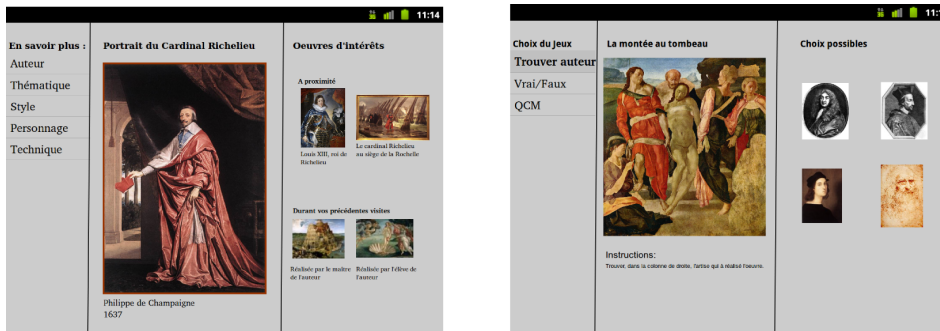 11:14
En savoir plus :
Auteur
Thématique
Style
Personnage
Technique
Portrait du Cardinal Richelieu
Philipe de Champaigne
1637
Oeuvres d'intérêts
A proximité
Louis XIII, roi de
Richelieu
Le cardinal Richelieu
au siège de la Rochelle
Durant vos précédentes visites
Réalisée par le maître
de l'auteur
Réalisée par l'élève de
l'auteur
11:1
Choix du Jeux
Trouver auteur
Vrai/Faux
QCM
La montée au tombeau
Instructions:
Trouver, dans la colonne de droite, l'artise qui à réalisé l'oeuvre.
Choix possibles